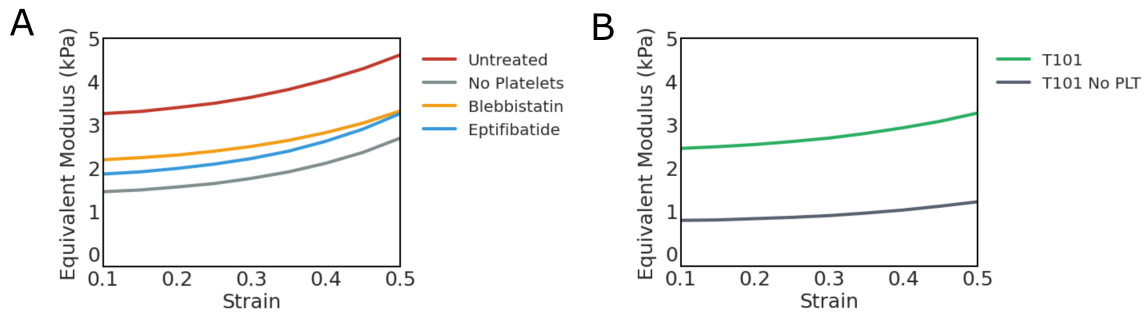 A
Equivalent Modulus (kPa)
5
4
3
2
1
0
0.1 0.2 0.3 0.4 0.5
Strain
Untreated
No Platelets
Blebbistatin
Eptifibatide
B
Equivalent Modulus (kPa)
5
4
3
2
1
0
0.1 0.2 0.3 0.4 0.5
Strain
T101
T101 No PLT